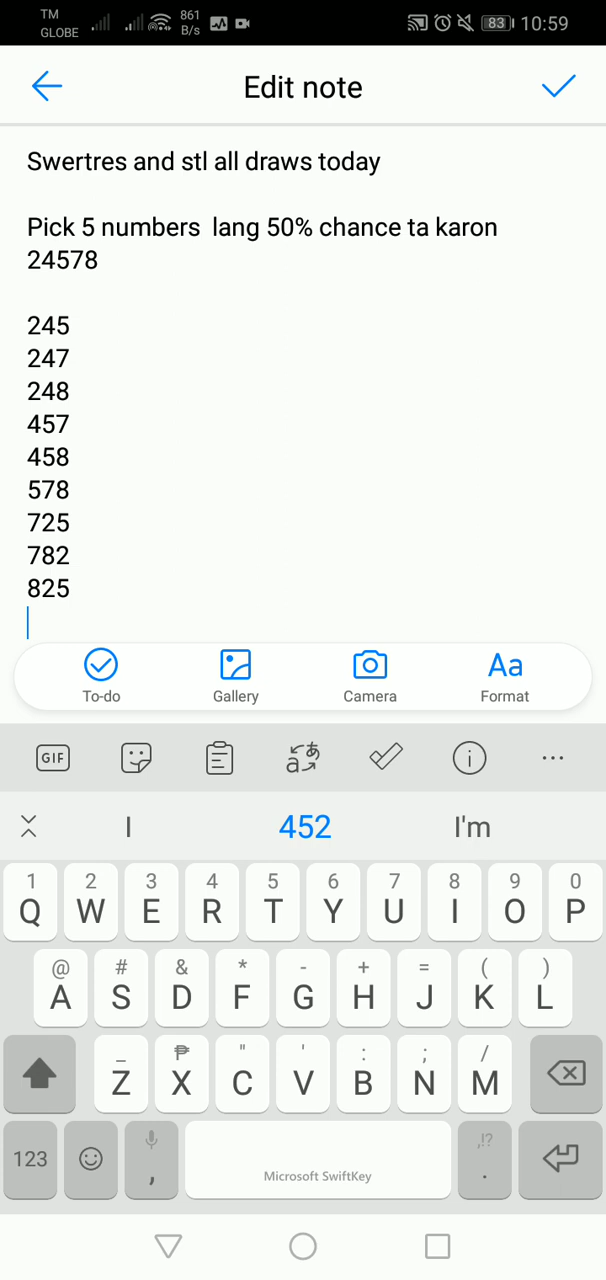 TM
GLOBE
861
B/s
83
10:59
Edit note
Swertres and stl all draws today
Pick 5 numbers  lang 50% chance ta karon
24578
245
247
248
457
458
578
725
782
825
To-do
Gallery
Camera
Aa
Format
GIF
I
452
I'm
1 2 3 4 5 6 7 8 9 0
Q W E R T Y U I O P
@ # & * - + = ( )
A S D F G H J K L
_ ₱ " ' : ; /
Z X C V B N M
,!?
123 , Microsoft SwiftKey .